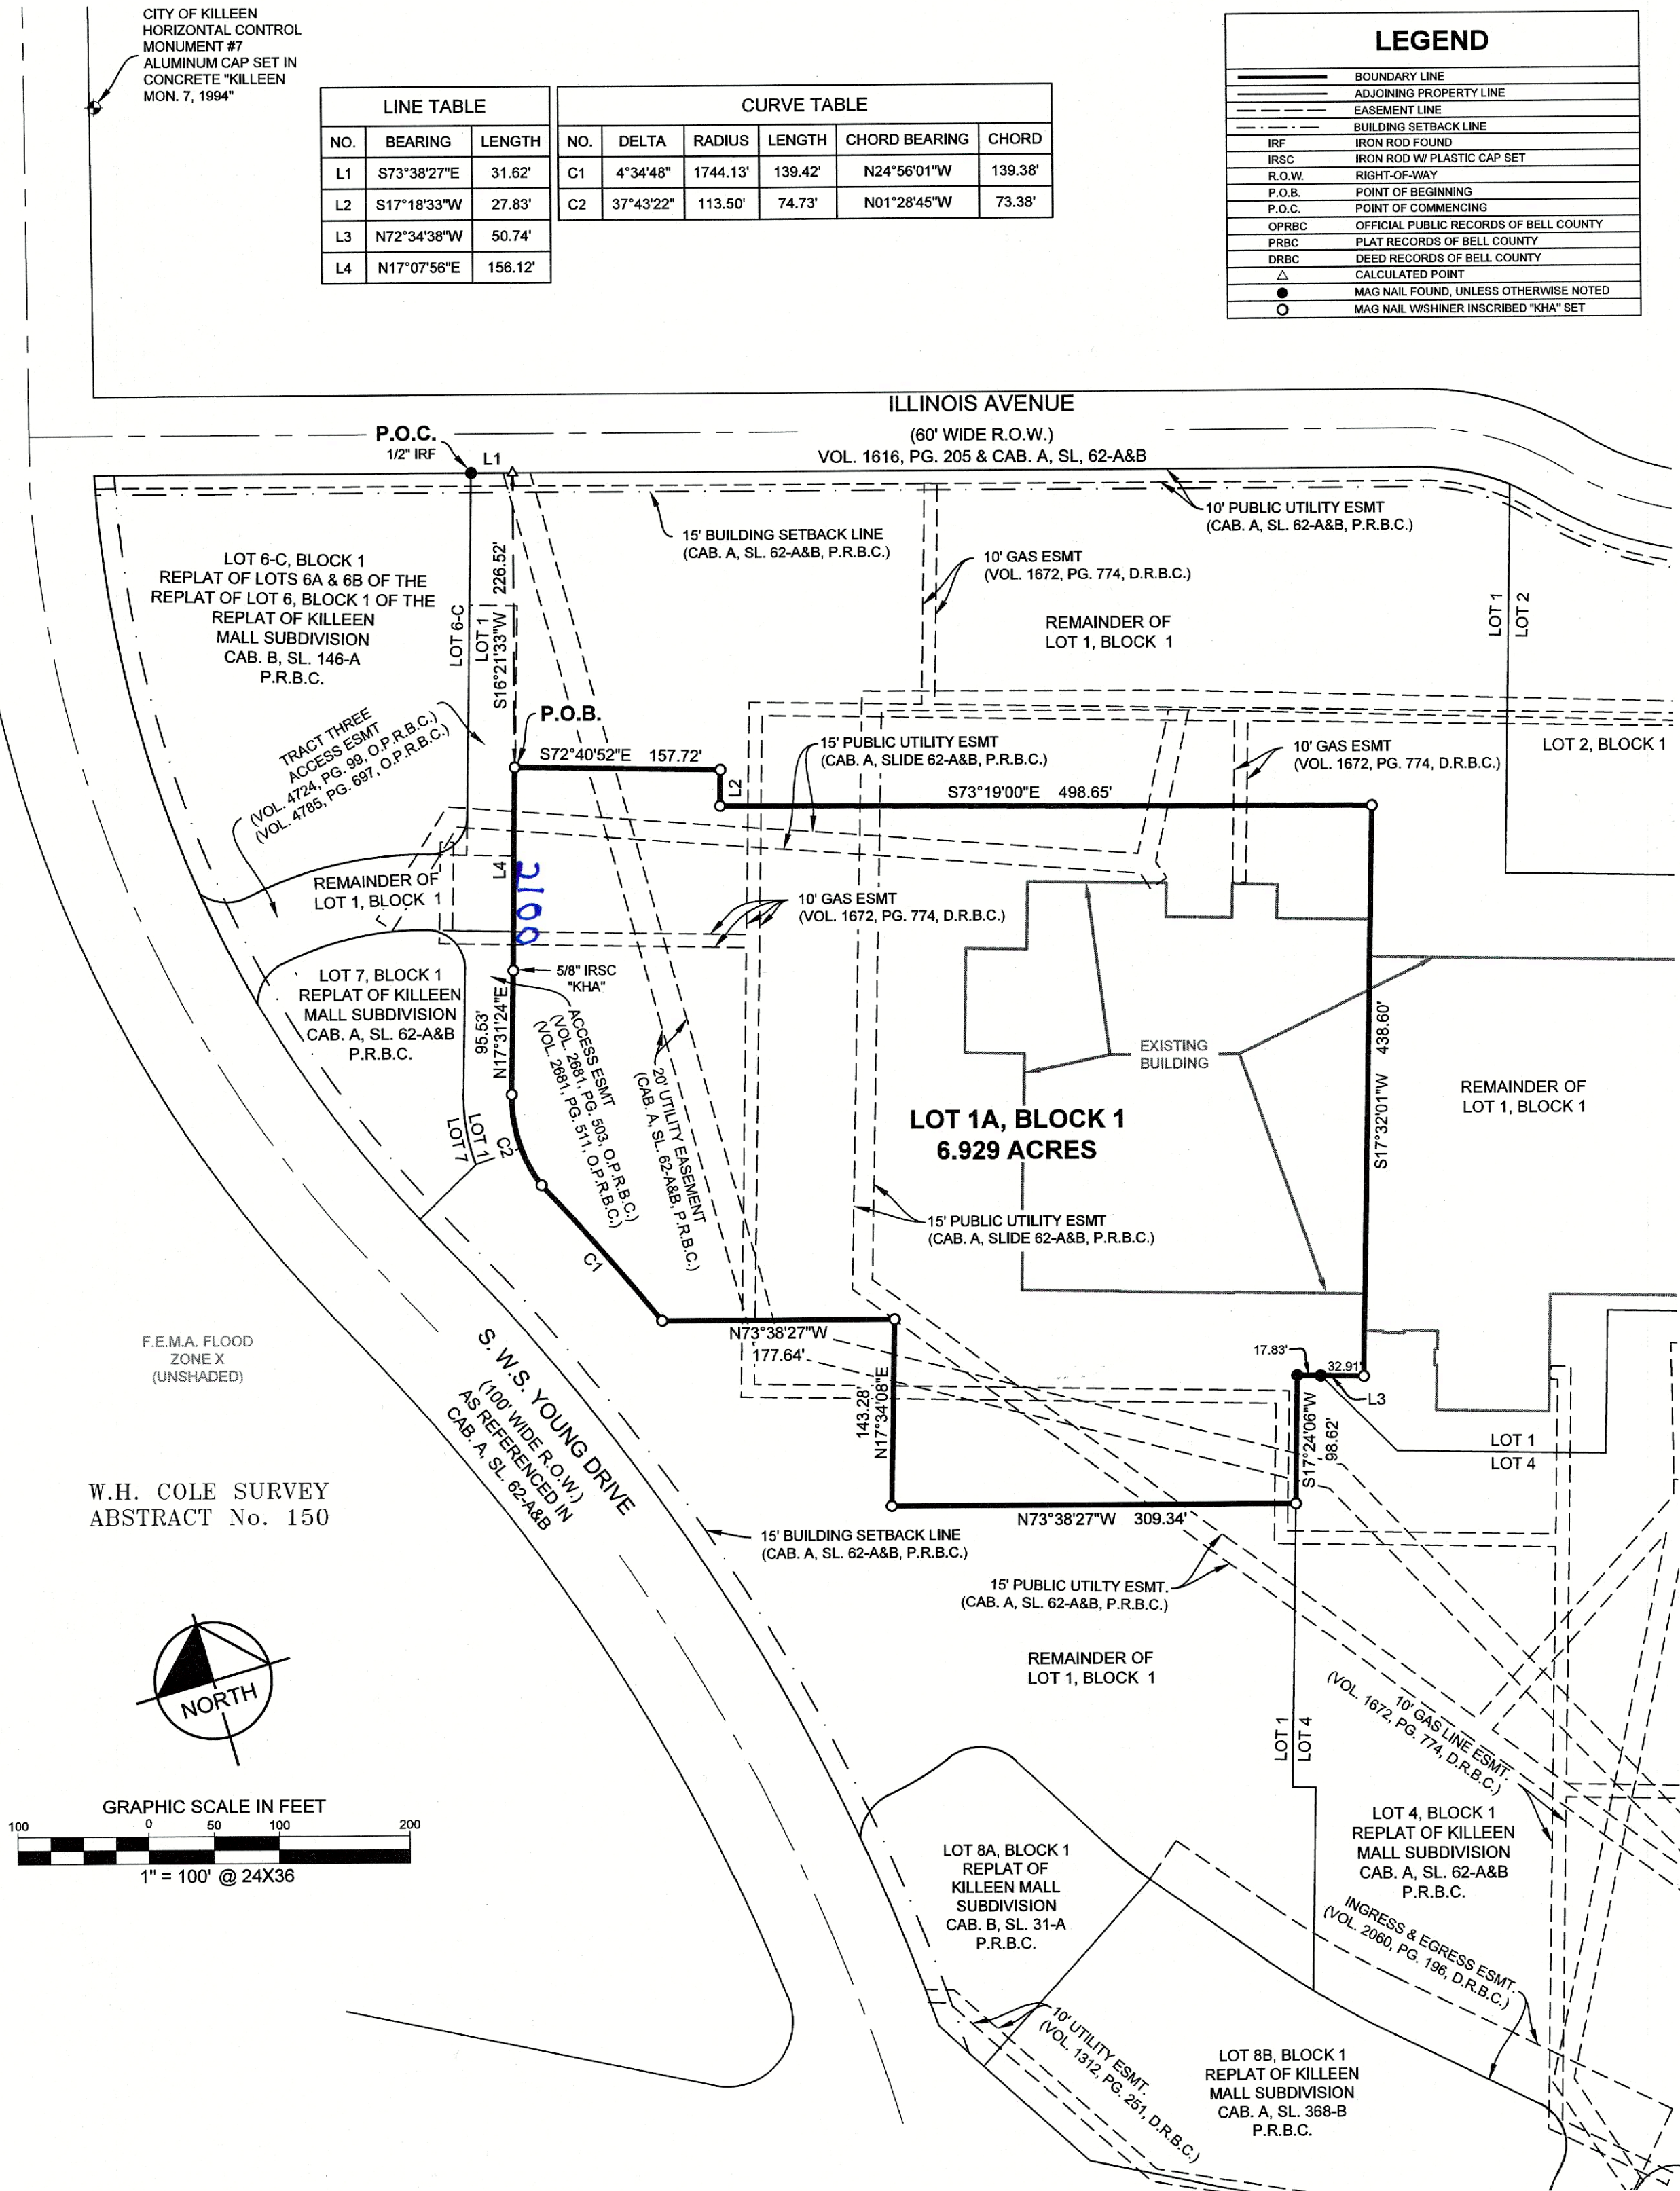 CITY OF KILLEEN
HORIZONTAL CONTROL
MONUMENT #7
ALUMINUM CAP SET IN
CONCRETE "KILLEEN
MON. 7, 1994"
LINE TABLE
NO. BEARING LENGTH
L1 S73°38'27"E 31.62'
L2 S17°18'33"W 27.83'
L3 N72°34'38"W 50.74'
L4 N17°07'56"E 156.12'
CURVE TABLE
NO. DELTA RADIUS LENGTH CHORD BEARING CHORD
C1 4°34'48" 1744.13' 139.42' N24°56'01"W 139.38'
C2 37°43'22" 113.50' 74.73' N01°28'45"W 73.38'
LEGEND
BOUNDARY LINE
ADJOINING PROPERTY LINE
EASEMENT LINE
BUILDING SETBACK LINE
IRF IRON ROD FOUND
IRSC IRON ROD W/ PLASTIC CAP SET
R.O.W. RIGHT-OF-WAY
P.O.B. POINT OF BEGINNING
P.O.C. POINT OF COMMENCING
OPRBC OFFICIAL PUBLIC RECORDS OF BELL COUNTY
PRBC PLAT RECORDS OF BELL COUNTY
DRBC DEED RECORDS OF BELL COUNTY
CALCULATED POINT
MAG NAIL FOUND, UNLESS OTHERWISE NOTED
MAG NAIL W/SHINER INSCRIBED "KHA" SET
ILLINOIS AVENUE
(60' WIDE R.O.W.)
VOL. 1616, PG. 205 & CAB. A, SL, 62-A&B
P.O.C.
1/2" IRF
L1
15' BUILDING SETBACK LINE
(CAB. A, SL. 62-A&B, P.R.B.C.)
10' PUBLIC UTILITY ESMT
(CAB. A, SL. 62-A&B, P.R.B.C.)
10' GAS ESMT
(VOL. 1672, PG. 774, D.R.B.C.)
REMAINDER OF
LOT 1, BLOCK 1
LOT 1
LOT 2
LOT 6-C, BLOCK 1
REPLAT OF LOTS 6A & 6B OF THE
REPLAT OF LOT 6, BLOCK 1 OF THE
REPLAT OF KILLEEN
MALL SUBDIVISION
CAB. B, SL. 146-A
P.R.B.C.
LOT 6-C
LOT 1
S16°21'33"W 226.52'
P.O.B.
TRACT THREE
ACCESS ESMT
(VOL. 4724, PG. 99, O.P.R.B.C.)
(VOL. 4785, PG. 697, O.P.R.B.C.)
S72°40'52"E 157.72'
L2
15' PUBLIC UTILITY ESMT
(CAB. A, SLIDE 62-A&B, P.R.B.C.)
10' GAS ESMT
(VOL. 1672, PG. 774, D.R.B.C.)
LOT 2, BLOCK 1
S73°19'00"E 498.65'
L4
2100
REMAINDER OF
LOT 1, BLOCK 1
10' GAS ESMT
(VOL. 1672, PG. 774, D.R.B.C.)
5/8" IRSC
"KHA"
LOT 7, BLOCK 1
REPLAT OF KILLEEN
MALL SUBDIVISION
CAB. A, SL. 62-A&B
P.R.B.C.
95.53'
N17°31'24"E
ACCESS ESMT
(VOL. 2681, PG. 503, O.P.R.B.C.)
(VOL. 2681, PG. 511, O.P.R.B.C.)
20' UTILITY EASEMENT
(CAB. A, SL. 62-A&B, P.R.B.C.)
LOT 1
LOT 7
C2
C1
EXISTING
BUILDING
S17°32'01"W 438.60'
REMAINDER OF
LOT 1, BLOCK 1
LOT 1A, BLOCK 1
6.929 ACRES
15' PUBLIC UTILITY ESMT
(CAB. A, SLIDE 62-A&B, P.R.B.C.)
F.E.M.A. FLOOD
ZONE X
(UNSHADED)
S. W.S. YOUNG DRIVE
(100' WIDE R.O.W.)
AS REFERENCED IN
CAB. A, SL. 62-A&B
N73°38'27"W
177.64'
143.28'
N17°34'08"E
17.83'
32.91'
L3
S17°24'06"W
98.62'
LOT 1
LOT 4
N73°38'27"W 309.34'
W.H. COLE SURVEY
ABSTRACT No. 150
15' BUILDING SETBACK LINE
(CAB. A, SL. 62-A&B, P.R.B.C.)
15' PUBLIC UTILTY ESMT.
(CAB. A, SL. 62-A&B, P.R.B.C.)
REMAINDER OF
LOT 1, BLOCK 1
LOT 1
LOT 4
10' GAS LINE ESMT.
(VOL. 1672, PG. 774, D.R.B.C.)
NORTH
GRAPHIC SCALE IN FEET
100 0 50 100 200
1" = 100' @ 24X36
LOT 4, BLOCK 1
REPLAT OF KILLEEN
MALL SUBDIVISION
CAB. A, SL. 62-A&B
P.R.B.C.
LOT 8A, BLOCK 1
REPLAT OF
KILLEEN MALL
SUBDIVISION
CAB. B, SL. 31-A
P.R.B.C.
INGRESS & EGRESS ESMT.
(VOL. 2060, PG. 196, D.R.B.C.)
10' UTILITY ESMT.
(VOL. 1312, PG. 251, D.R.B.C.)
LOT 8B, BLOCK 1
REPLAT OF KILLEEN
MALL SUBDIVISION
CAB. A, SL. 368-B
P.R.B.C.